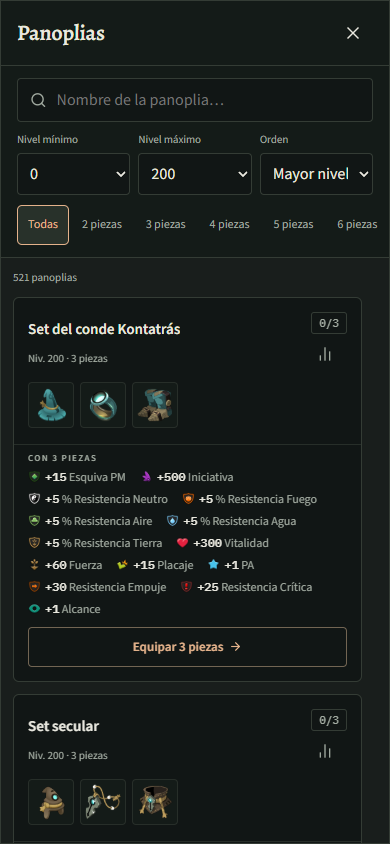 Panoplias
Nombre de la panoplia…
Nivel mínimo Nivel máximo Orden
0 200 Mayor nivel
Todas 2 piezas 3 piezas 4 piezas 5 piezas 6 piezas
521 panoplias
Set del conde Kontatrás 0/3
Niv. 200 · 3 piezas
CON 3 PIEZAS
+15 Esquiva PM +500 Iniciativa
+5 % Resistencia Neutro +5 % Resistencia Fuego
+5 % Resistencia Aire +5 % Resistencia Agua
+5 % Resistencia Tierra +300 Vitalidad
+60 Fuerza +15 Placaje +1 PA
+30 Resistencia Empuje +25 Resistencia Crítica
+1 Alcance
Equipar 3 piezas →
Set secular 0/3
Niv. 200 · 3 piezas